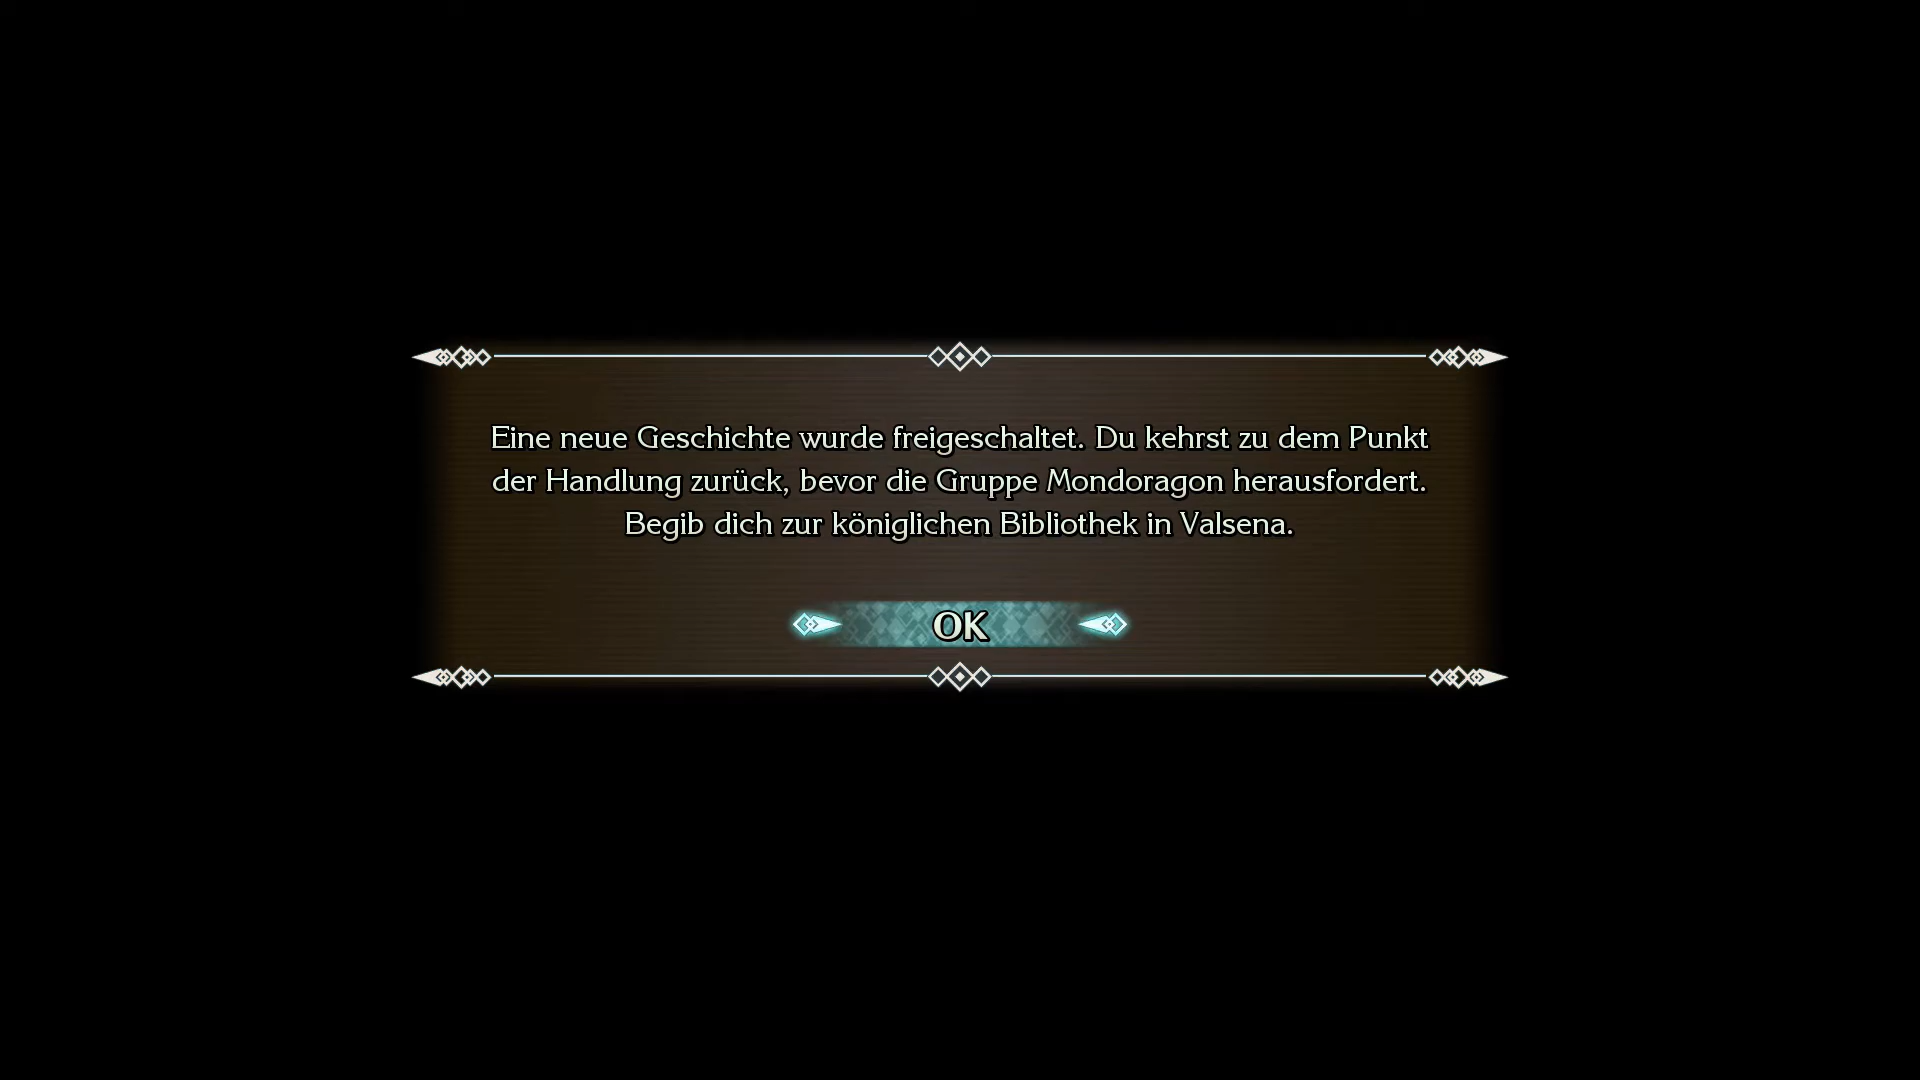 Eine neue Geschichte wurde freigeschaltet. Du kehrst zu dem Punkt
der Handlung zurück, bevor die Gruppe Mondoragon herausfordert.
Begib dich zur königlichen Bibliothek in Valsena.
OK